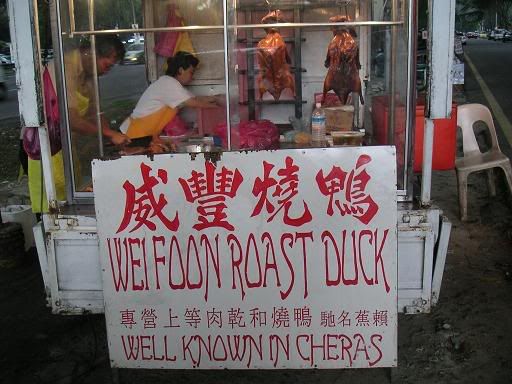 威豐燒鴨
WEI FOON ROAST DUCK
專營上等肉乾和燒鴨 馳名蕉賴
WELL KNOWN IN CHERAS